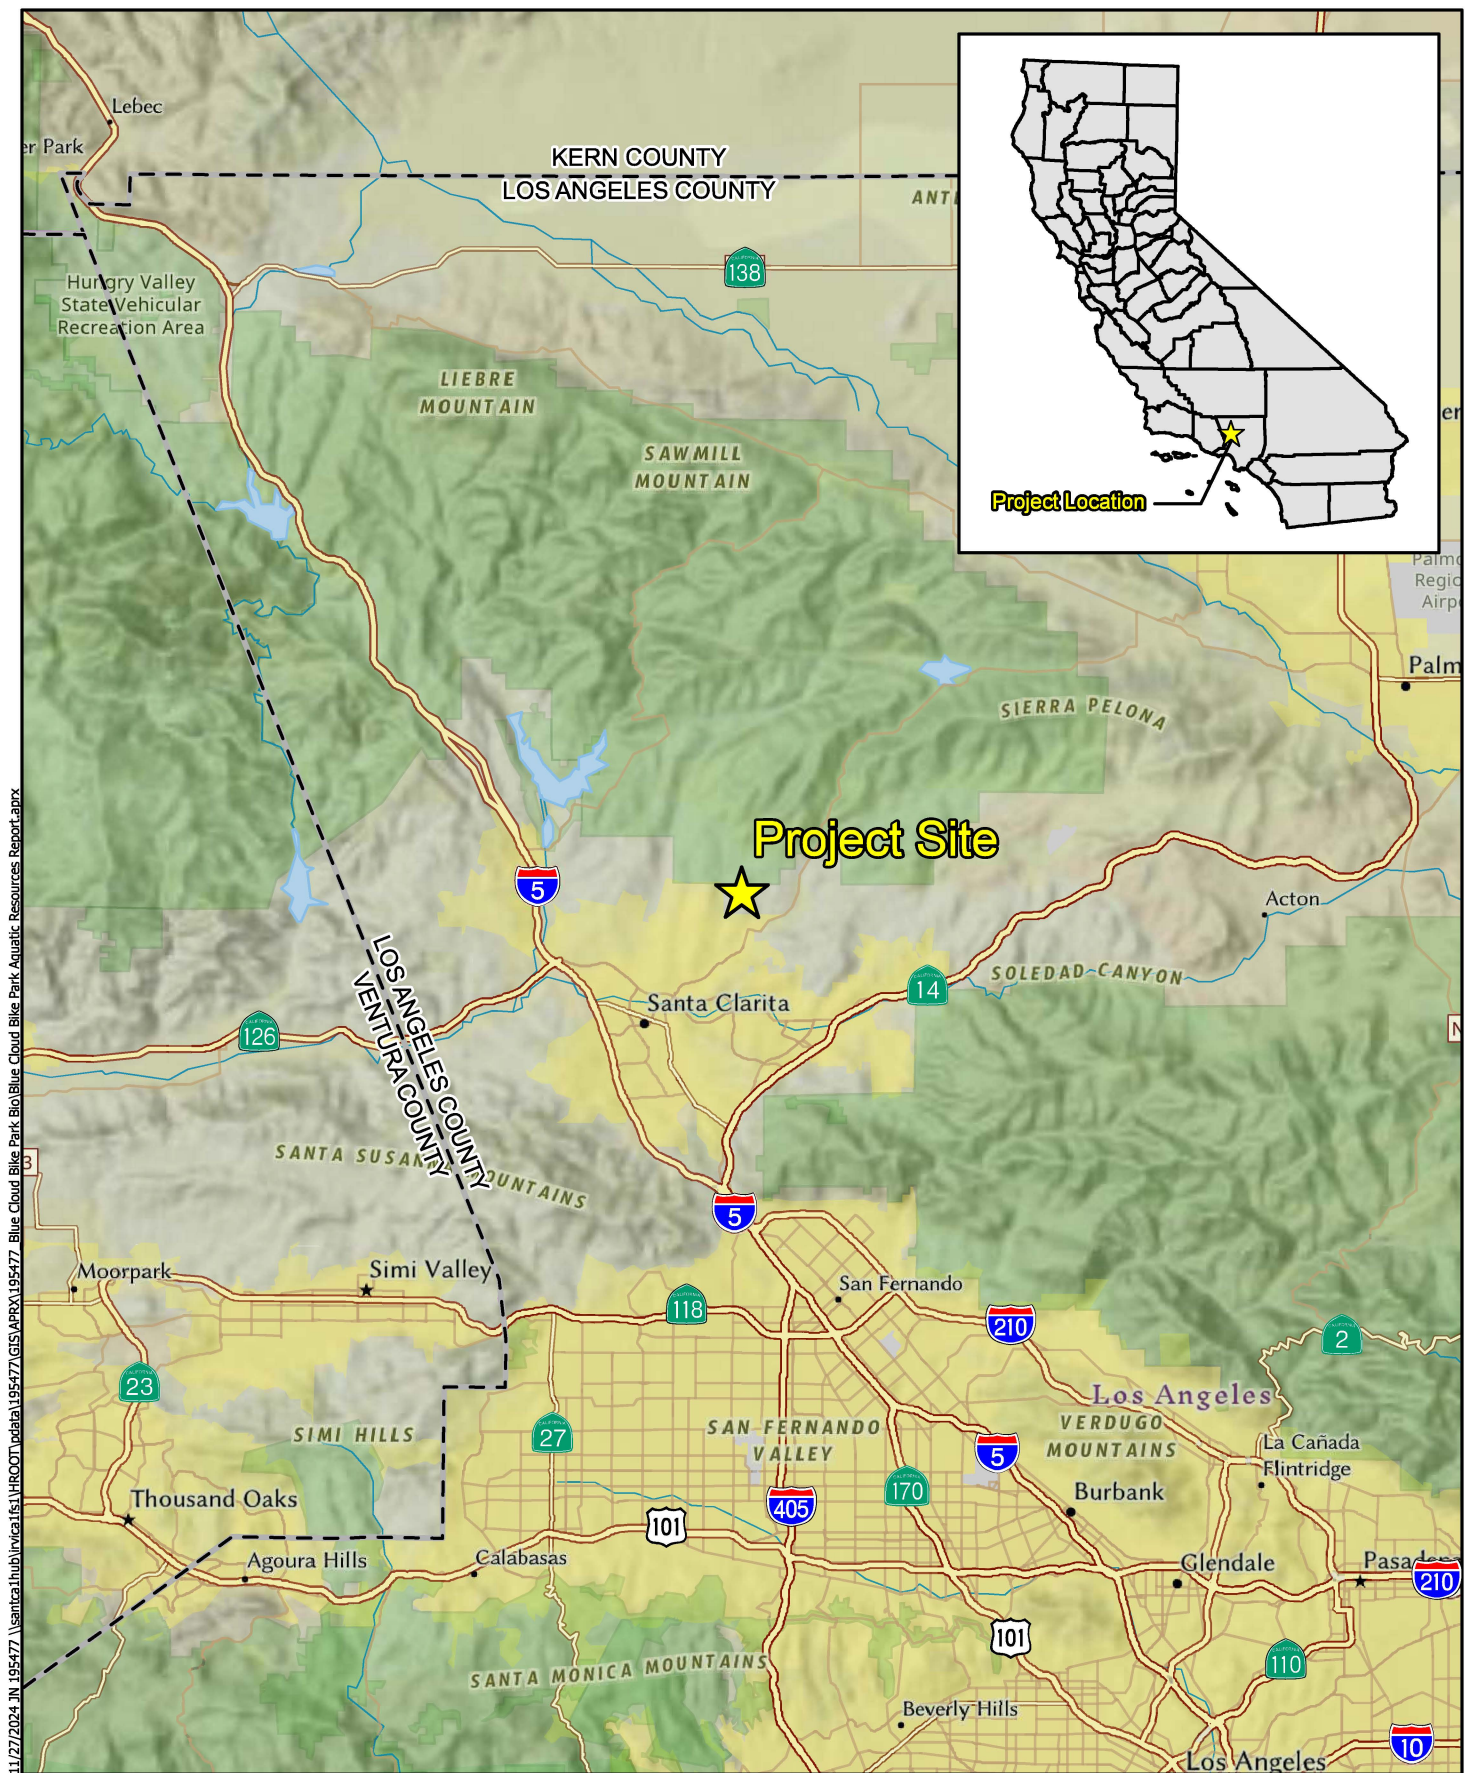 Lebec
er Park
KERN COUNTY
LOS ANGELES COUNTY
138
Hungry Valley
State Vehicular
Recreation Area
LIEBRE
MOUNTAIN
SAWMILL
MOUNTAIN
Project Location
Palm
SIERRA PELONA
Project Site
5
Acton
LOS ANGELES COUNTY
VENTURA COUNTY
14
SOLEDAD CANYON
Santa Clarita
CALIFORNIA
126
5
Moorpark
Simi Valley
San Fernando
118
210
2
23
Los Angeles
SIMI HILLS
27
SAN FERNANDO
VALLEY
VERDUGO
MOUNTAINS
5
La Cañada
Flintridge
Thousand Oaks
405
170
Burbank
101
Agoura Hills
Calabasas
Glendale
Pasadena
210
101
110
SANTA MONICA MOUNTAINS
Beverly Hills
10
Los Angeles
11/27/2024 JN 195477 \\santca1hub\irvica1fs1\HROOT\pdata\195477\GIS\APRX\195477 Blue Cloud Bike Park Bio\Blue Cloud Bike Park Aquatic Resources Report.aprx